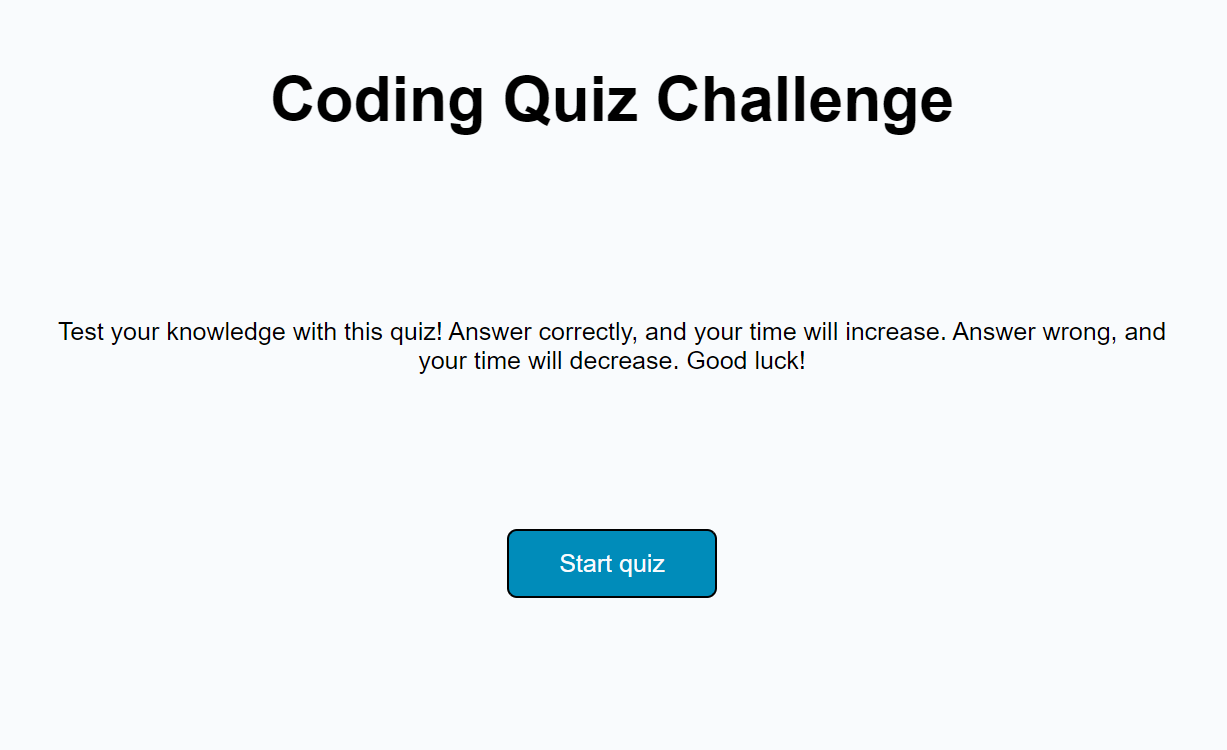 Coding Quiz Challenge
Test your knowledge with this quiz! Answer correctly, and your time will increase. Answer wrong, and
your time will decrease. Good luck!
Start quiz